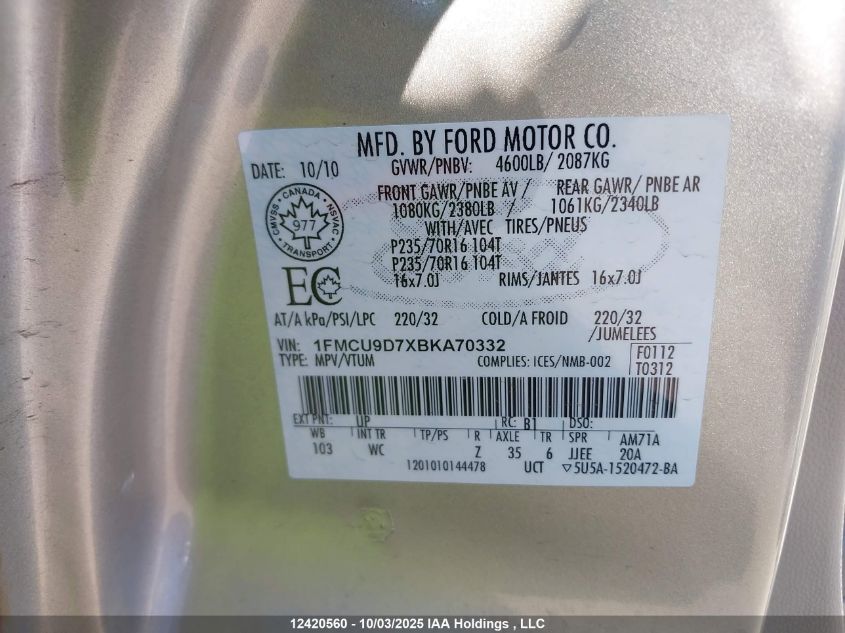 MFD. BY FORD MOTOR CO.
DATE: 10/10 GVWR/PNBV: 4600LB/ 2087KG
FRONT GAWR/PNBE AV / REAR GAWR/ PNBE AR
1080KG/2380LB / 1061KG/2340LB
WITH/AVEC TIRES/PNEUS
P235/70R16 104T
P235/70R16 104T
16x7.0J RIMS/JANTES 16x7.0J
CANADA
CMVSS 977 NSVAC
TRANSPORT
EC
AT/A kPa/PSI/LPC 220/32 COLD/A FROID 220/32
/JUMELEES
VIN: 1FMCU9D7XBKA70332
TYPE: MPV/VTUM COMPLIES: ICES/NMB-002
F0112
T0312
EXT PNT: UP RC: B1 DSO:
WB INT TR TP/PS R AXLE TR SPR AM71A
103 WC Z 35 6 JJEE 20A
1201010144478 UCT ▽5U5A-1520472-BA
12420560 - 10/03/2025 IAA Holdings , LLC